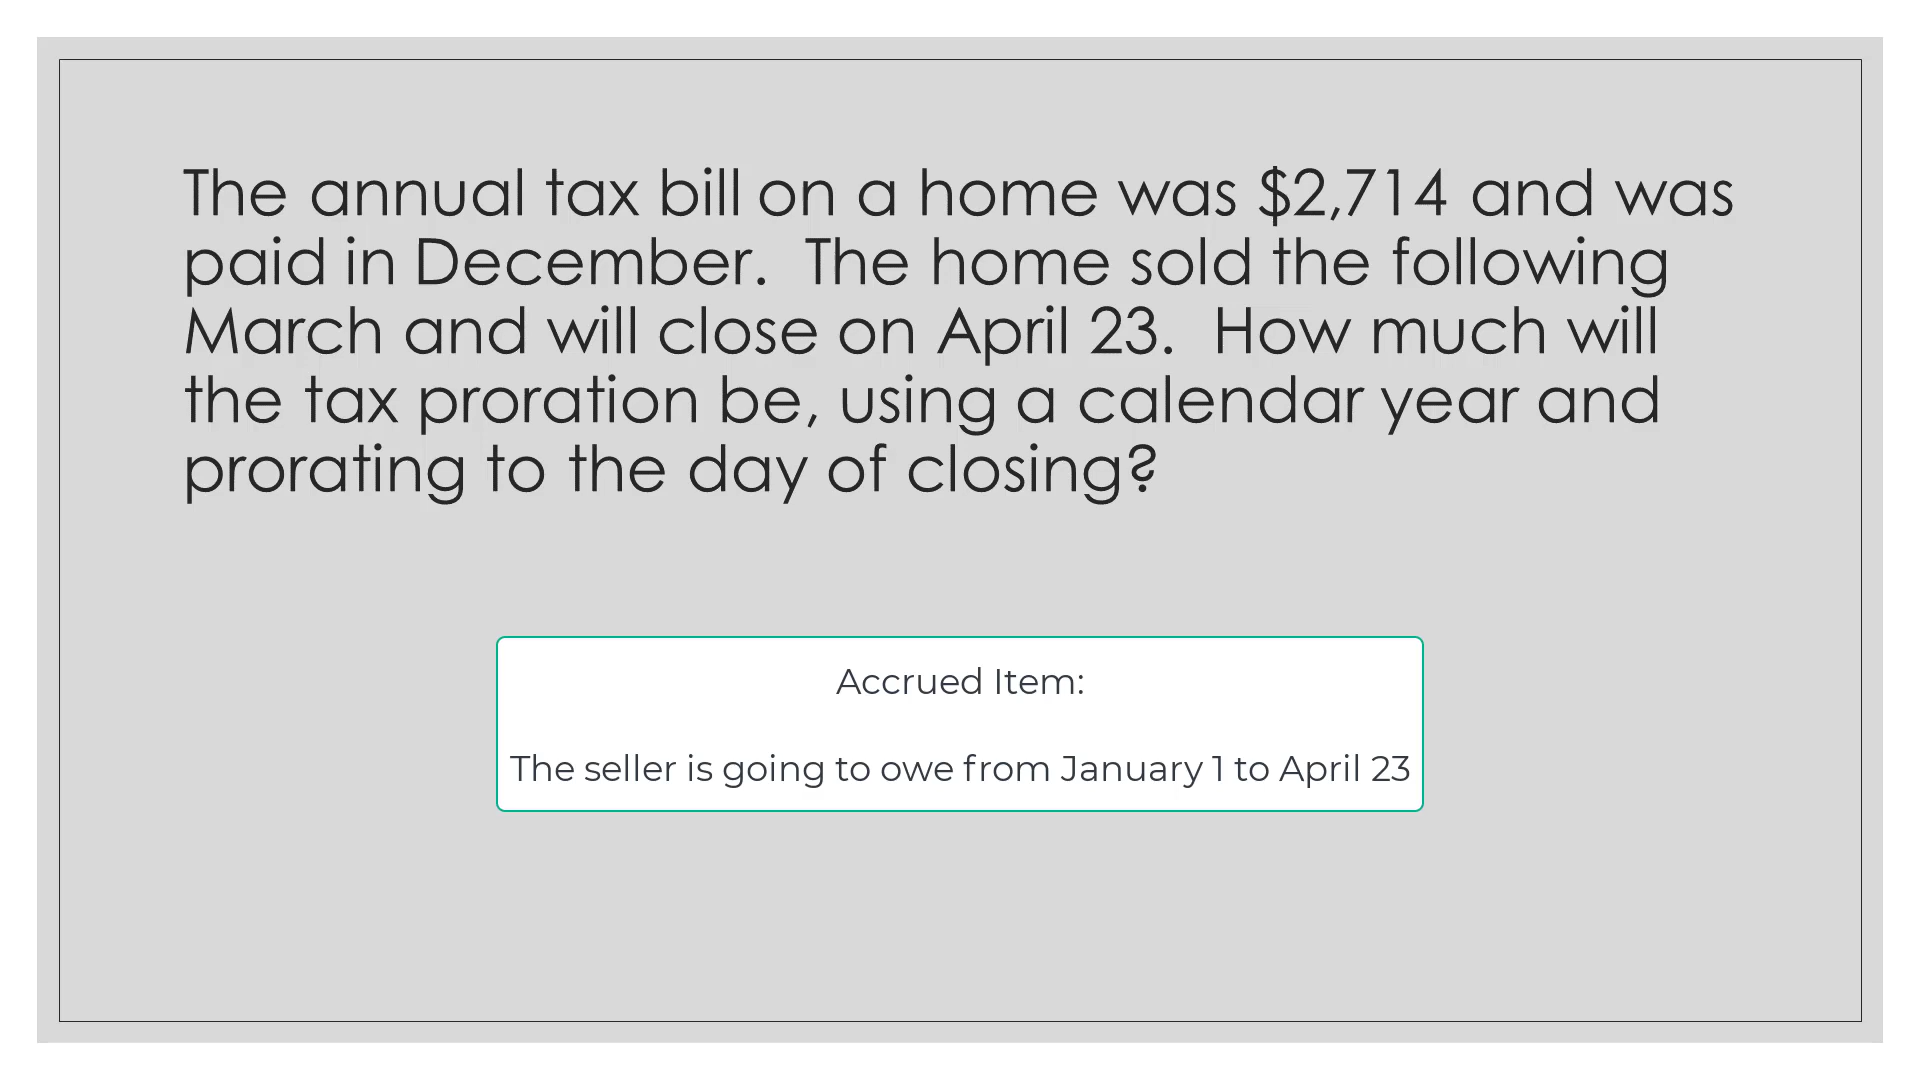 The annual tax bill on a home was $2,714 and was
paid in December.  The home sold the following
March and will close on April 23.  How much will
the tax proration be, using a calendar year and
prorating to the day of closing?
Accrued Item:
The seller is going to owe from January 1 to April 23